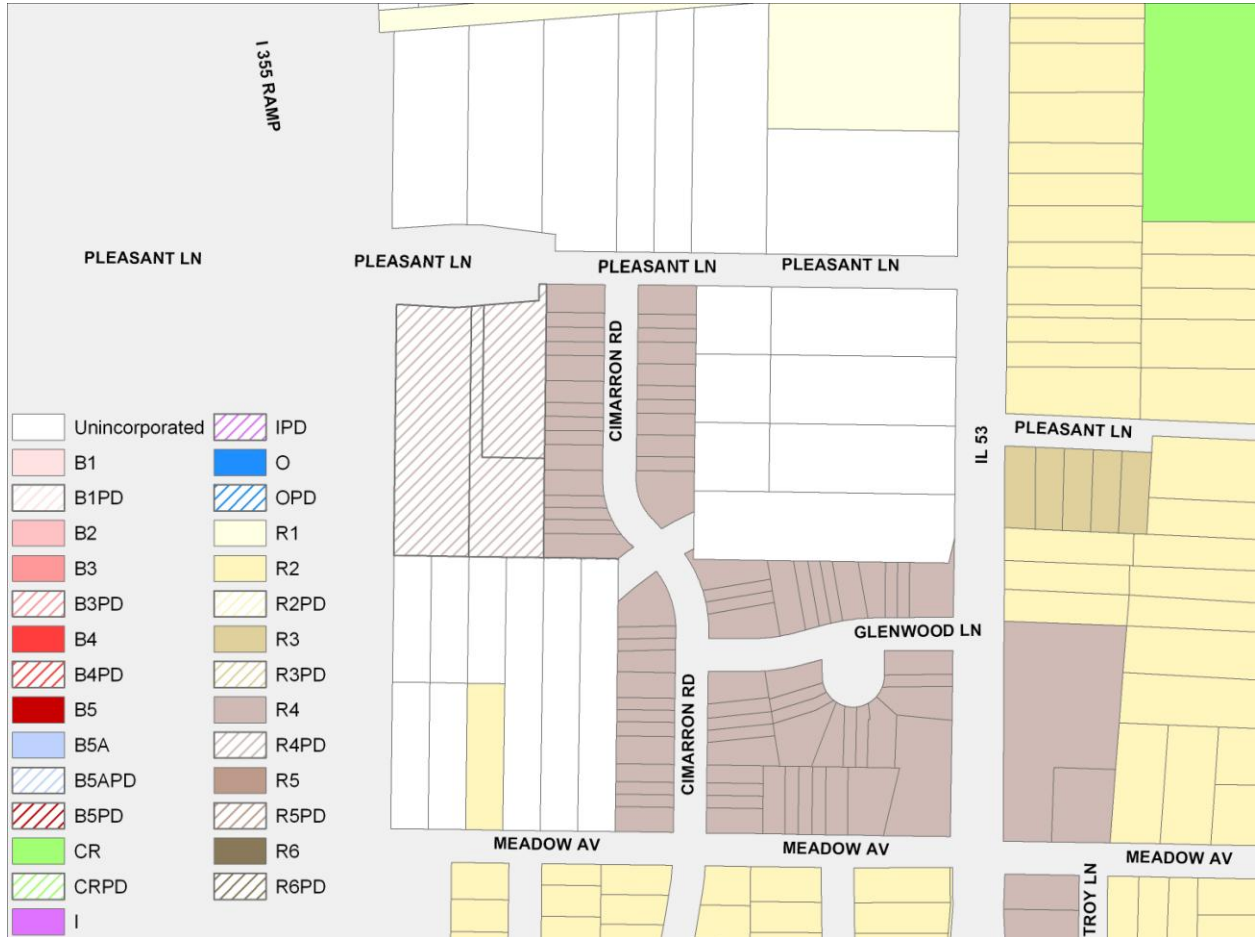 I 355 RAMP
PLEASANT LN
PLEASANT LN
PLEASANT LN
PLEASANT LN
CIMARRON RD
IL 53
PLEASANT LN
GLENWOOD LN
CIMARRON RD
MEADOW AV
MEADOW AV
MEADOW AV
TROY LN
Unincorporated
B1
B1PD
B2
B3
B3PD
B4
B4PD
B5
B5A
B5APD
B5PD
CR
CRPD
I
IPD
O
OPD
R1
R2
R2PD
R3
R3PD
R4
R4PD
R5
R5PD
R6
R6PD